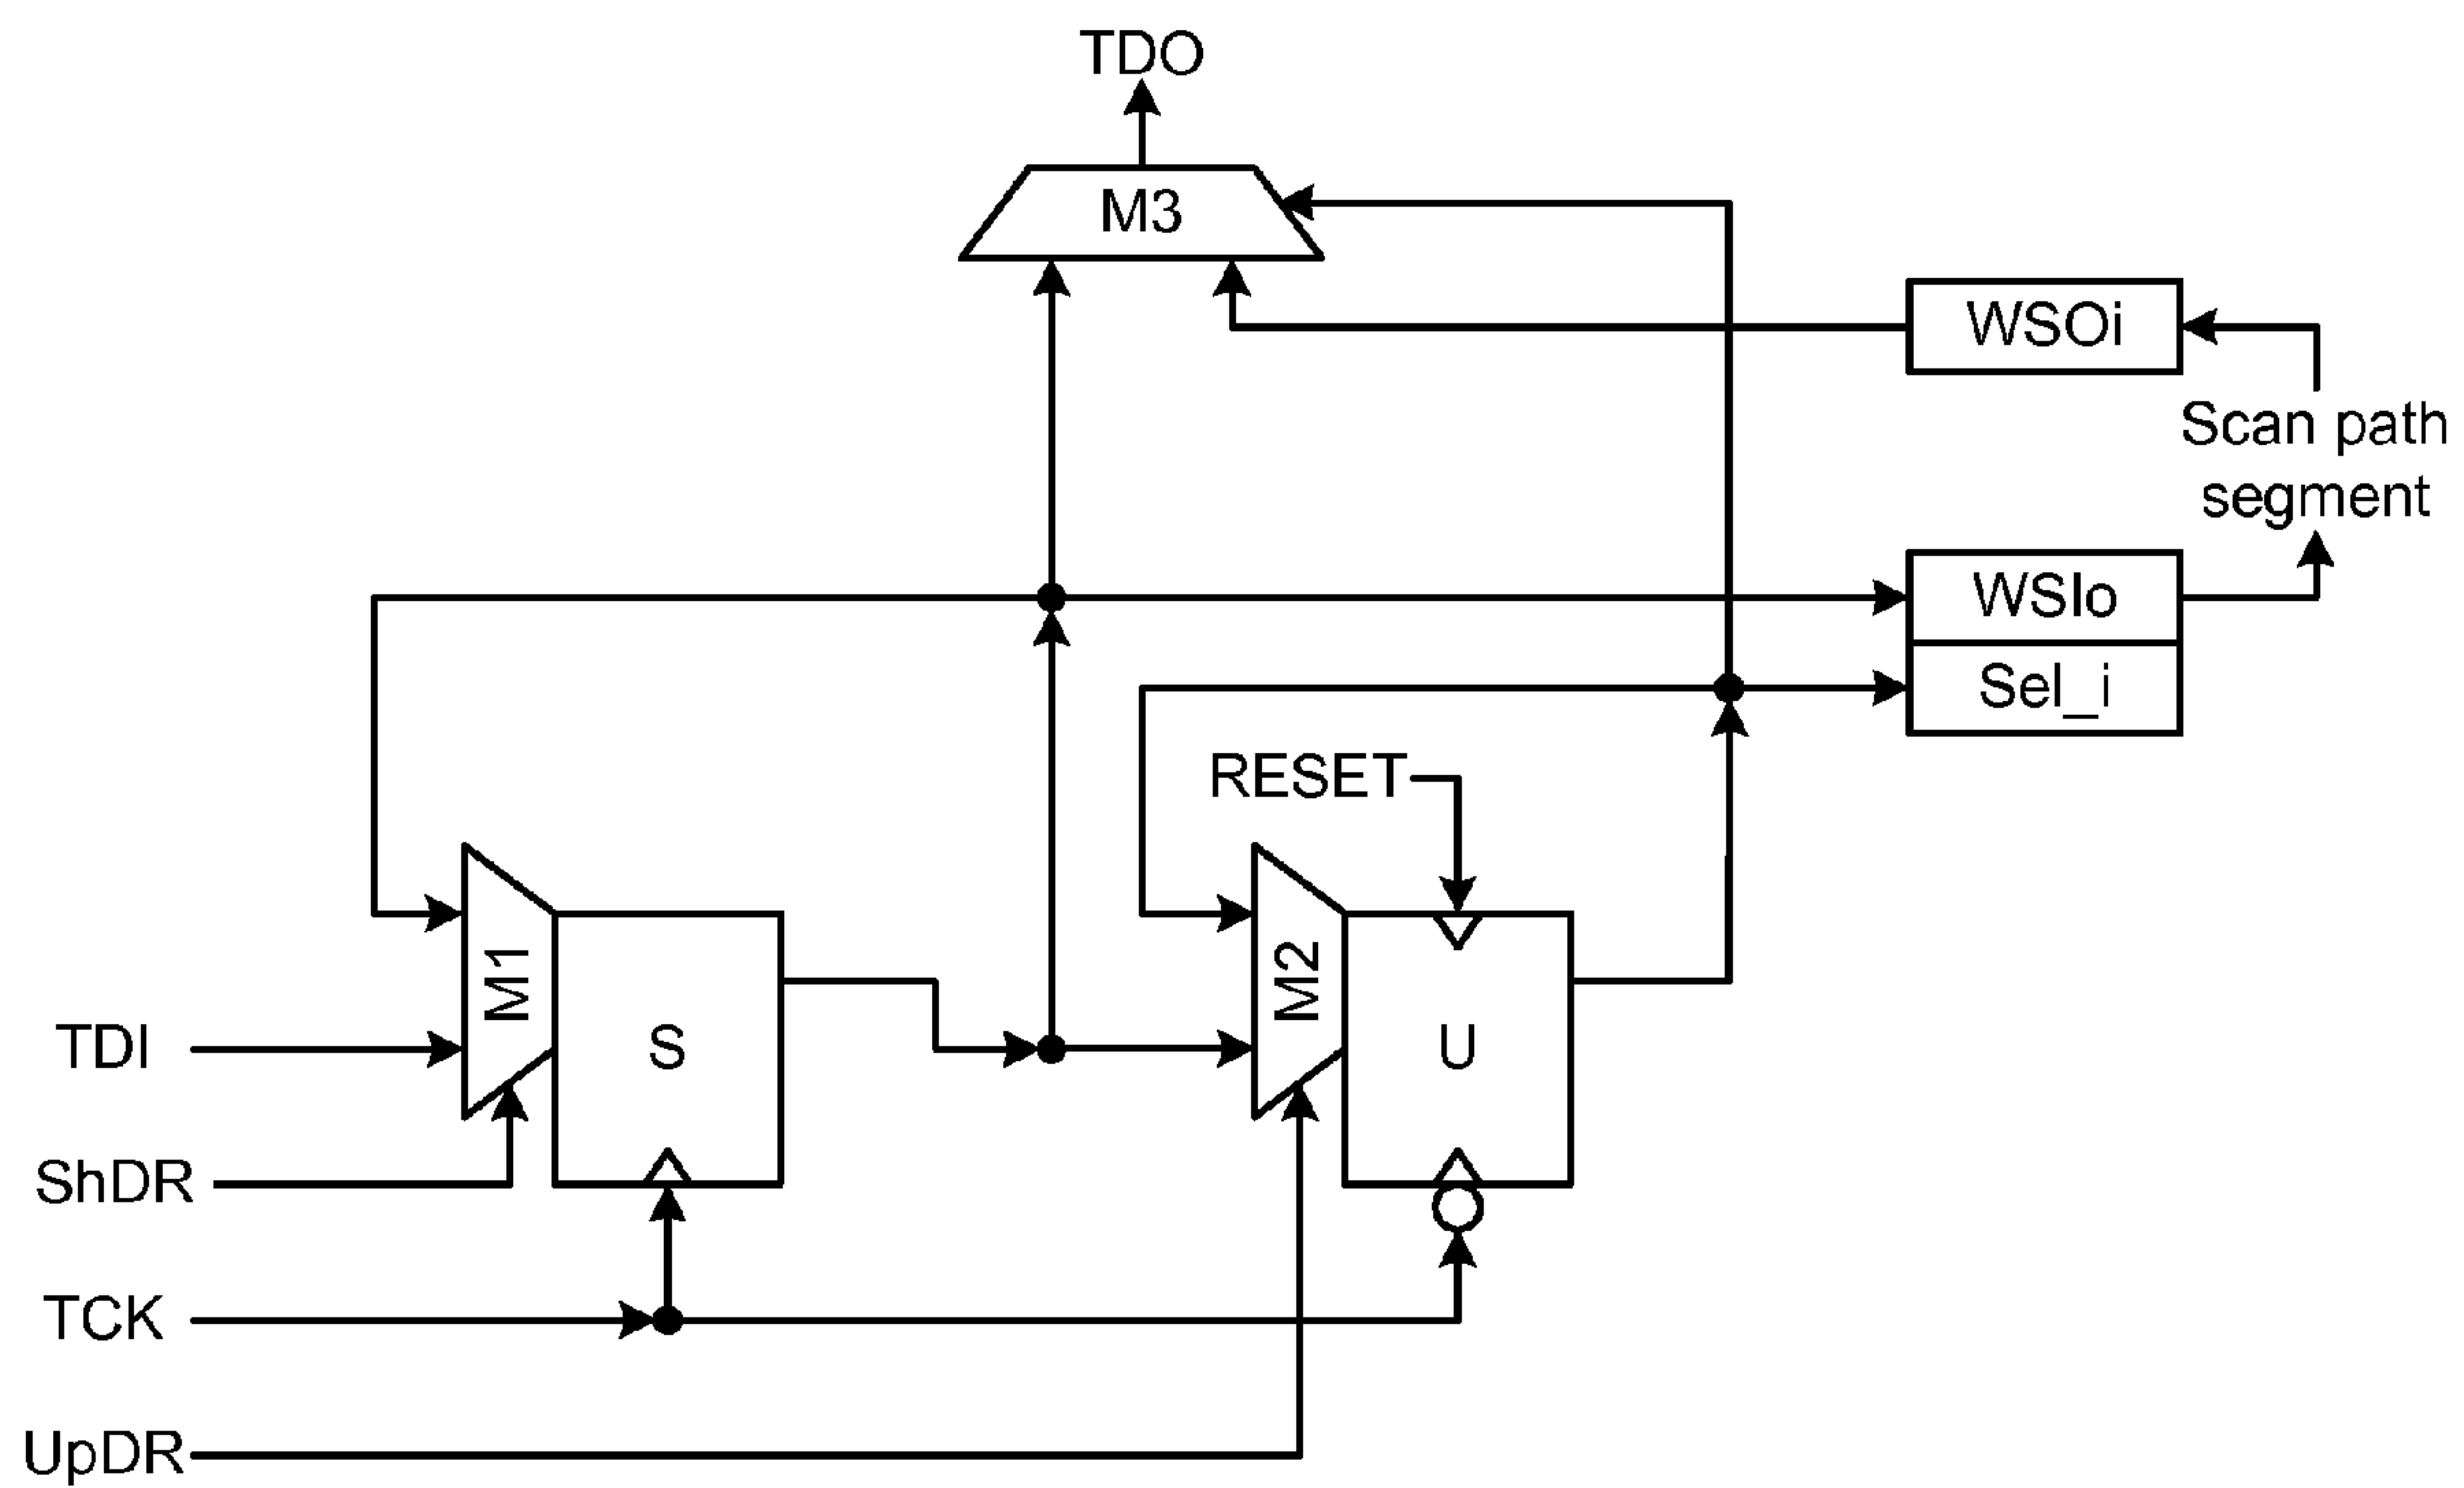 TDO
M3
WSOi
Scan path
segment
WSIo
Sel_i
RESET
M1
M2
TDI
S
U
ShDR
TCK
UpDR